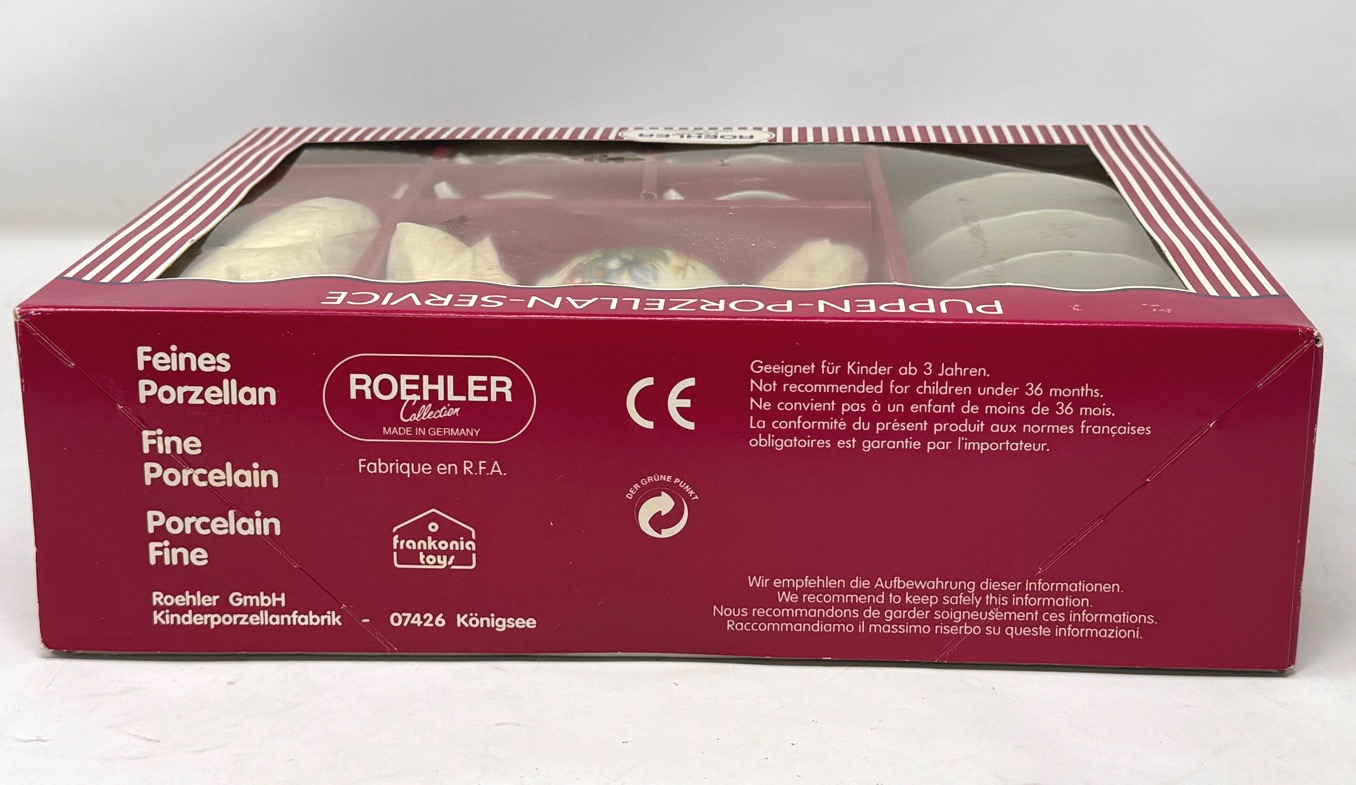 ROEHLER
PUPPEN-PORZELLAN-SERVICE
Feines
Porzellan
Fine
Porcelain
Porcelain
Fine
Roehler GmbH
Kinderporzellanfabrik - 07426 Königsee
ROEHLER
Collection
MADE IN GERMANY
Fabrique en R.F.A.
frankonia
toys
CE
DER GRÜNE PUNKT
Geeignet für Kinder ab 3 Jahren.
Not recommended for children under 36 months.
Ne convient pas à un enfant de moins de 36 mois.
La conformité du présent produit aux normes françaises
obligatoires est garantie par l'importateur.
Wir empfehlen die Aufbewahrung dieser Informationen.
We recommend to keep safely this information.
Nous recommandons de garder soigneusement ces informations.
Raccommandiamo il massimo riserbo su queste informazioni.